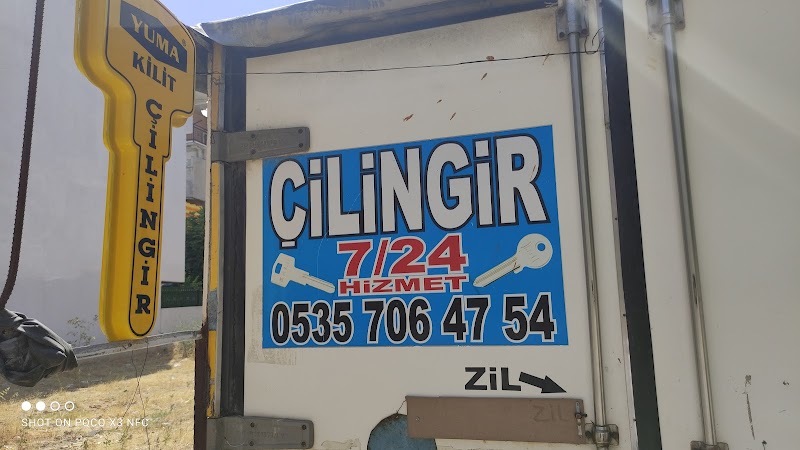 YUMA
KİLİT
ÇİLİNGİR
ÇİLİNGİR
7/24
HİZMET
0535 706 47 54
ZİL
ZİL
SHOT ON POCO X3 NFC